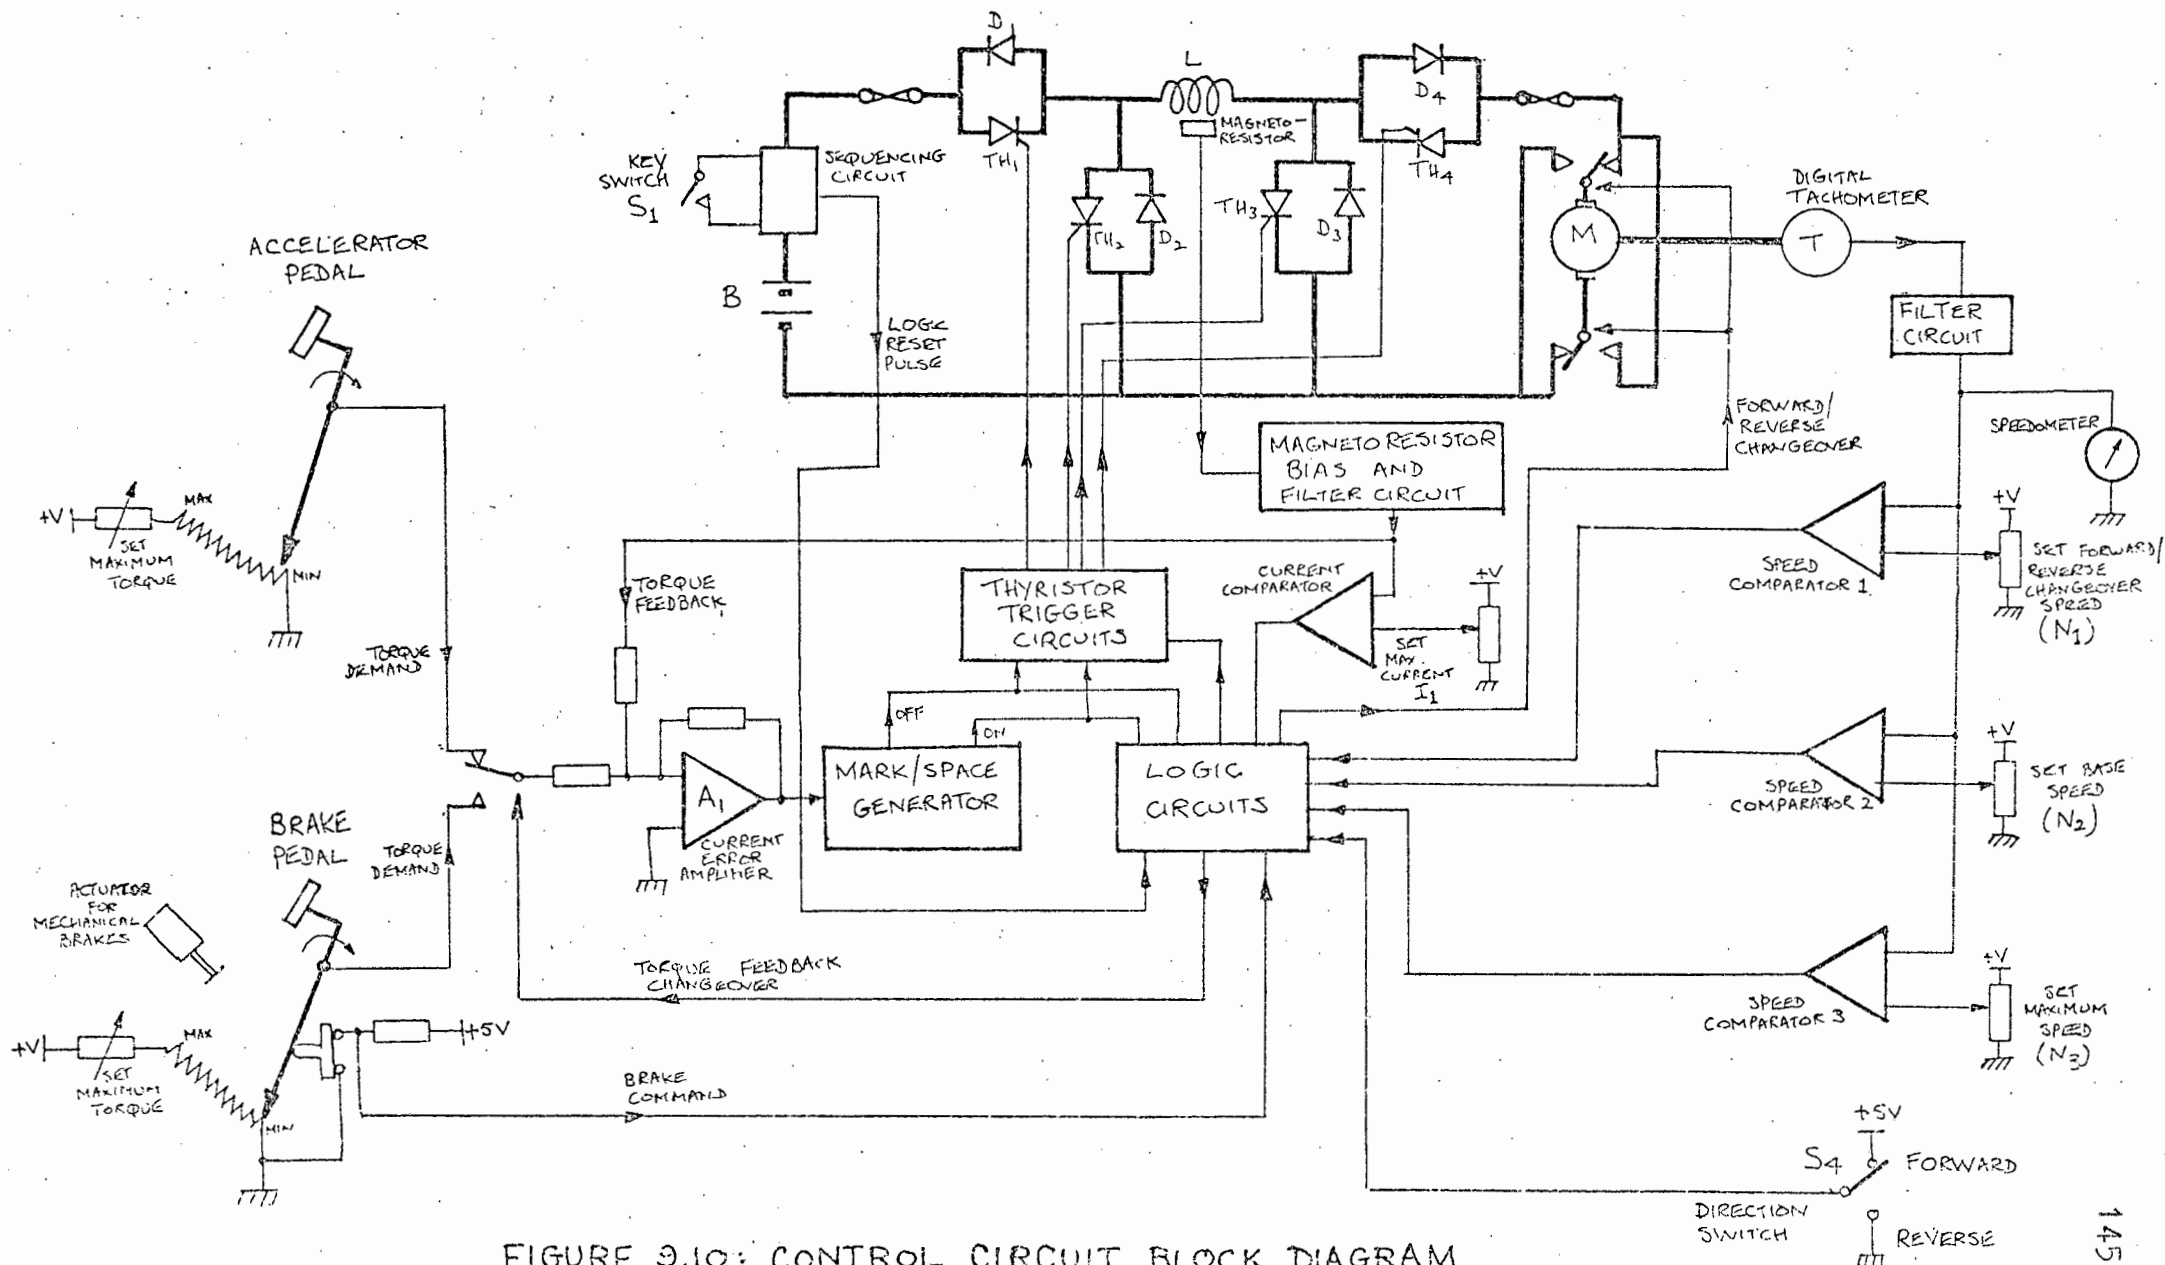 D
L
D4
MAGNETO-
RESISTOR
TH1
TH4
KEY
SWITCH
S1
SEQUENCING
CIRCUIT
TH2
D2
TH3
D3
M
DIGITAL
TACHOMETER
T
FILTER
CIRCUIT
B
LOGIC
RESET
PULSE
ACCELERATOR
PEDAL
+V
MAX
SET
MAXIMUM
TORQUE
MIN
TORQUE
DEMAND
MAGNETORESISTOR
BIAS AND
FILTER CIRCUIT
FORWARD/
REVERSE
CHANGEOVER
SPEEDOMETER
+V
SET FORWARD/
REVERSE
CHANGEOVER
SPEED
(N1)
SPEED
COMPARATOR 1
TORQUE
FEEDBACK
THYRISTOR
TRIGGER
CIRCUITS
CURRENT
COMPARATOR
+V
SET
MAX.
CURRENT
I1
OFF
ON
A1
CURRENT
ERROR
AMPLIFIER
MARK/SPACE
GENERATOR
LOGIC
CIRCUITS
SPEED
COMPARATOR 2
+V
SET BASE
SPEED
(N2)
BRAKE
PEDAL
TORQUE
DEMAND
ACTUATOR
FOR
MECHANICAL
BRAKES
TORQUE FEEDBACK
CHANGEOVER
+V
MAX
SET
MAXIMUM
TORQUE
MIN
+5V
BRAKE
COMMAND
SPEED
COMPARATOR 3
+V
SET
MAXIMUM
SPEED
(N3)
+5V
S4
FORWARD
DIRECTION
SWITCH
REVERSE
145
FIGURE 9.10: CONTROL CIRCUIT BLOCK DIAGRAM